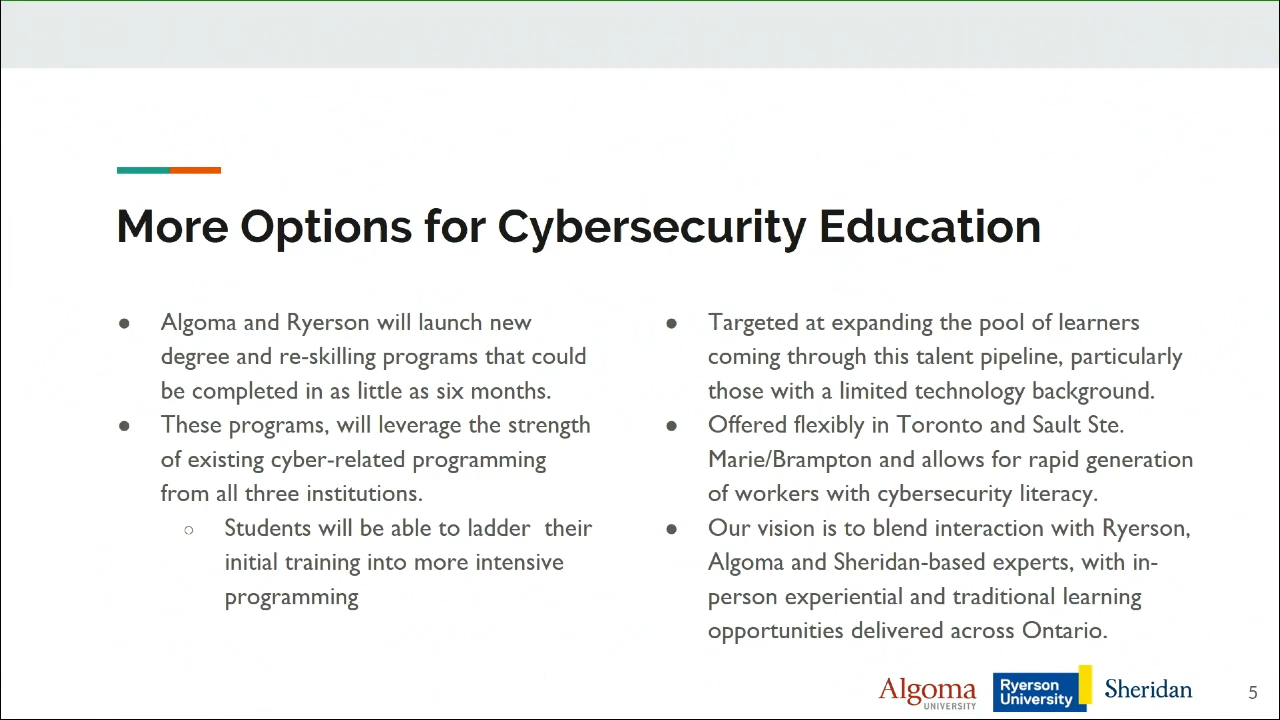 More Options for Cybersecurity Education
● Algoma and Ryerson will launch new
degree and re-skilling programs that could
be completed in as little as six months.
● These programs, will leverage the strength
of existing cyber-related programming
from all three institutions.
○ Students will be able to ladder  their
initial training into more intensive
programming
● Targeted at expanding the pool of learners
coming through this talent pipeline, particularly
those with a limited technology background.
● Offered flexibly in Toronto and Sault Ste.
Marie/Brampton and allows for rapid generation
of workers with cybersecurity literacy.
● Our vision is to blend interaction with Ryerson,
Algoma and Sheridan-based experts, with in-
person experiential and traditional learning
opportunities delivered across Ontario.
Algoma
UNIVERSITY
Ryerson
University
Sheridan
5